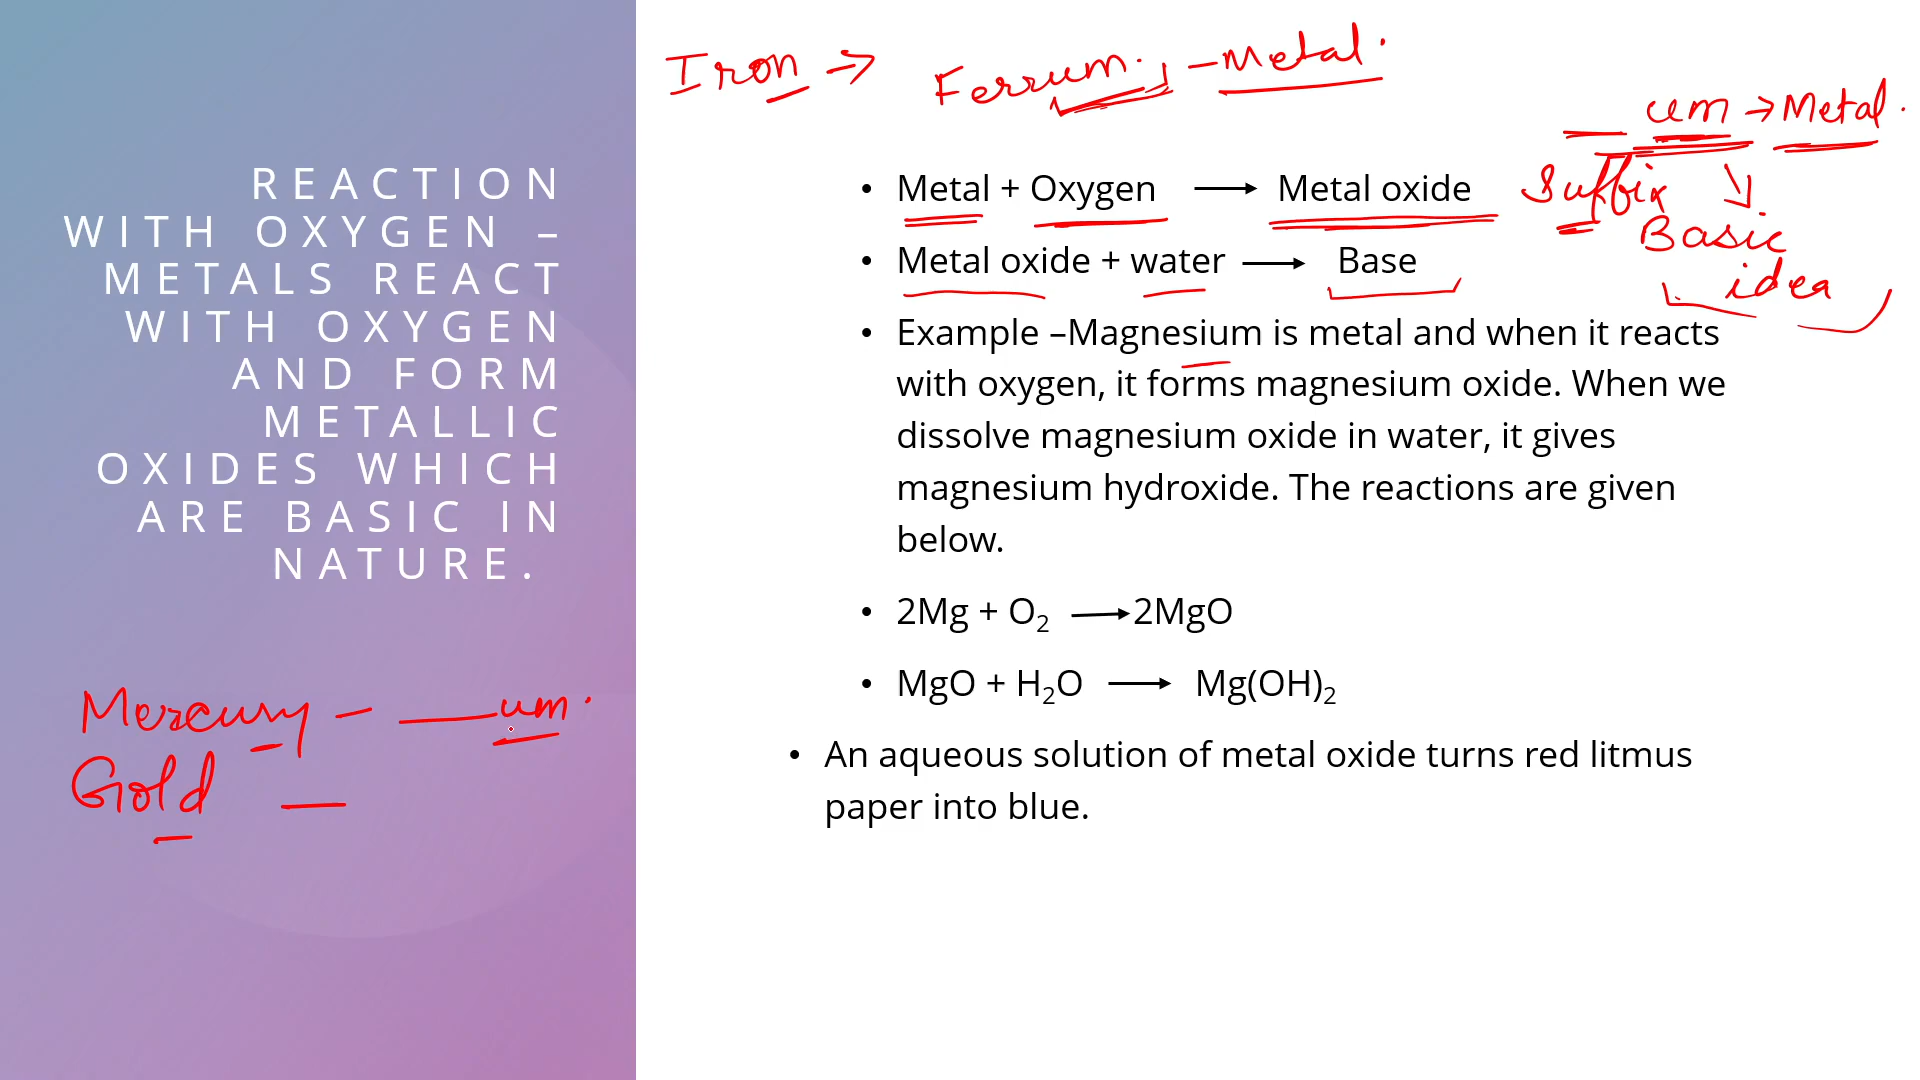 REACTION
WITH OXYGEN –
METALS REACT
WITH OXYGEN
AND FORM
METALLIC
OXIDES WHICH
ARE BASIC IN
NATURE.
Mercury – ——um.
Gold —
Iron → Ferrum. – Metal.
um → Metal.
Suffix
Basic
idea
• Metal + Oxygen ⟶ Metal oxide
• Metal oxide + water ⟶ Base
• Example –Magnesium is metal and when it reacts
with oxygen, it forms magnesium oxide. When we
dissolve magnesium oxide in water, it gives
magnesium hydroxide. The reactions are given
below.
• 2Mg + O₂ ⟶2MgO
• MgO + H₂O ⟶ Mg(OH)₂
• An aqueous solution of metal oxide turns red litmus
paper into blue.